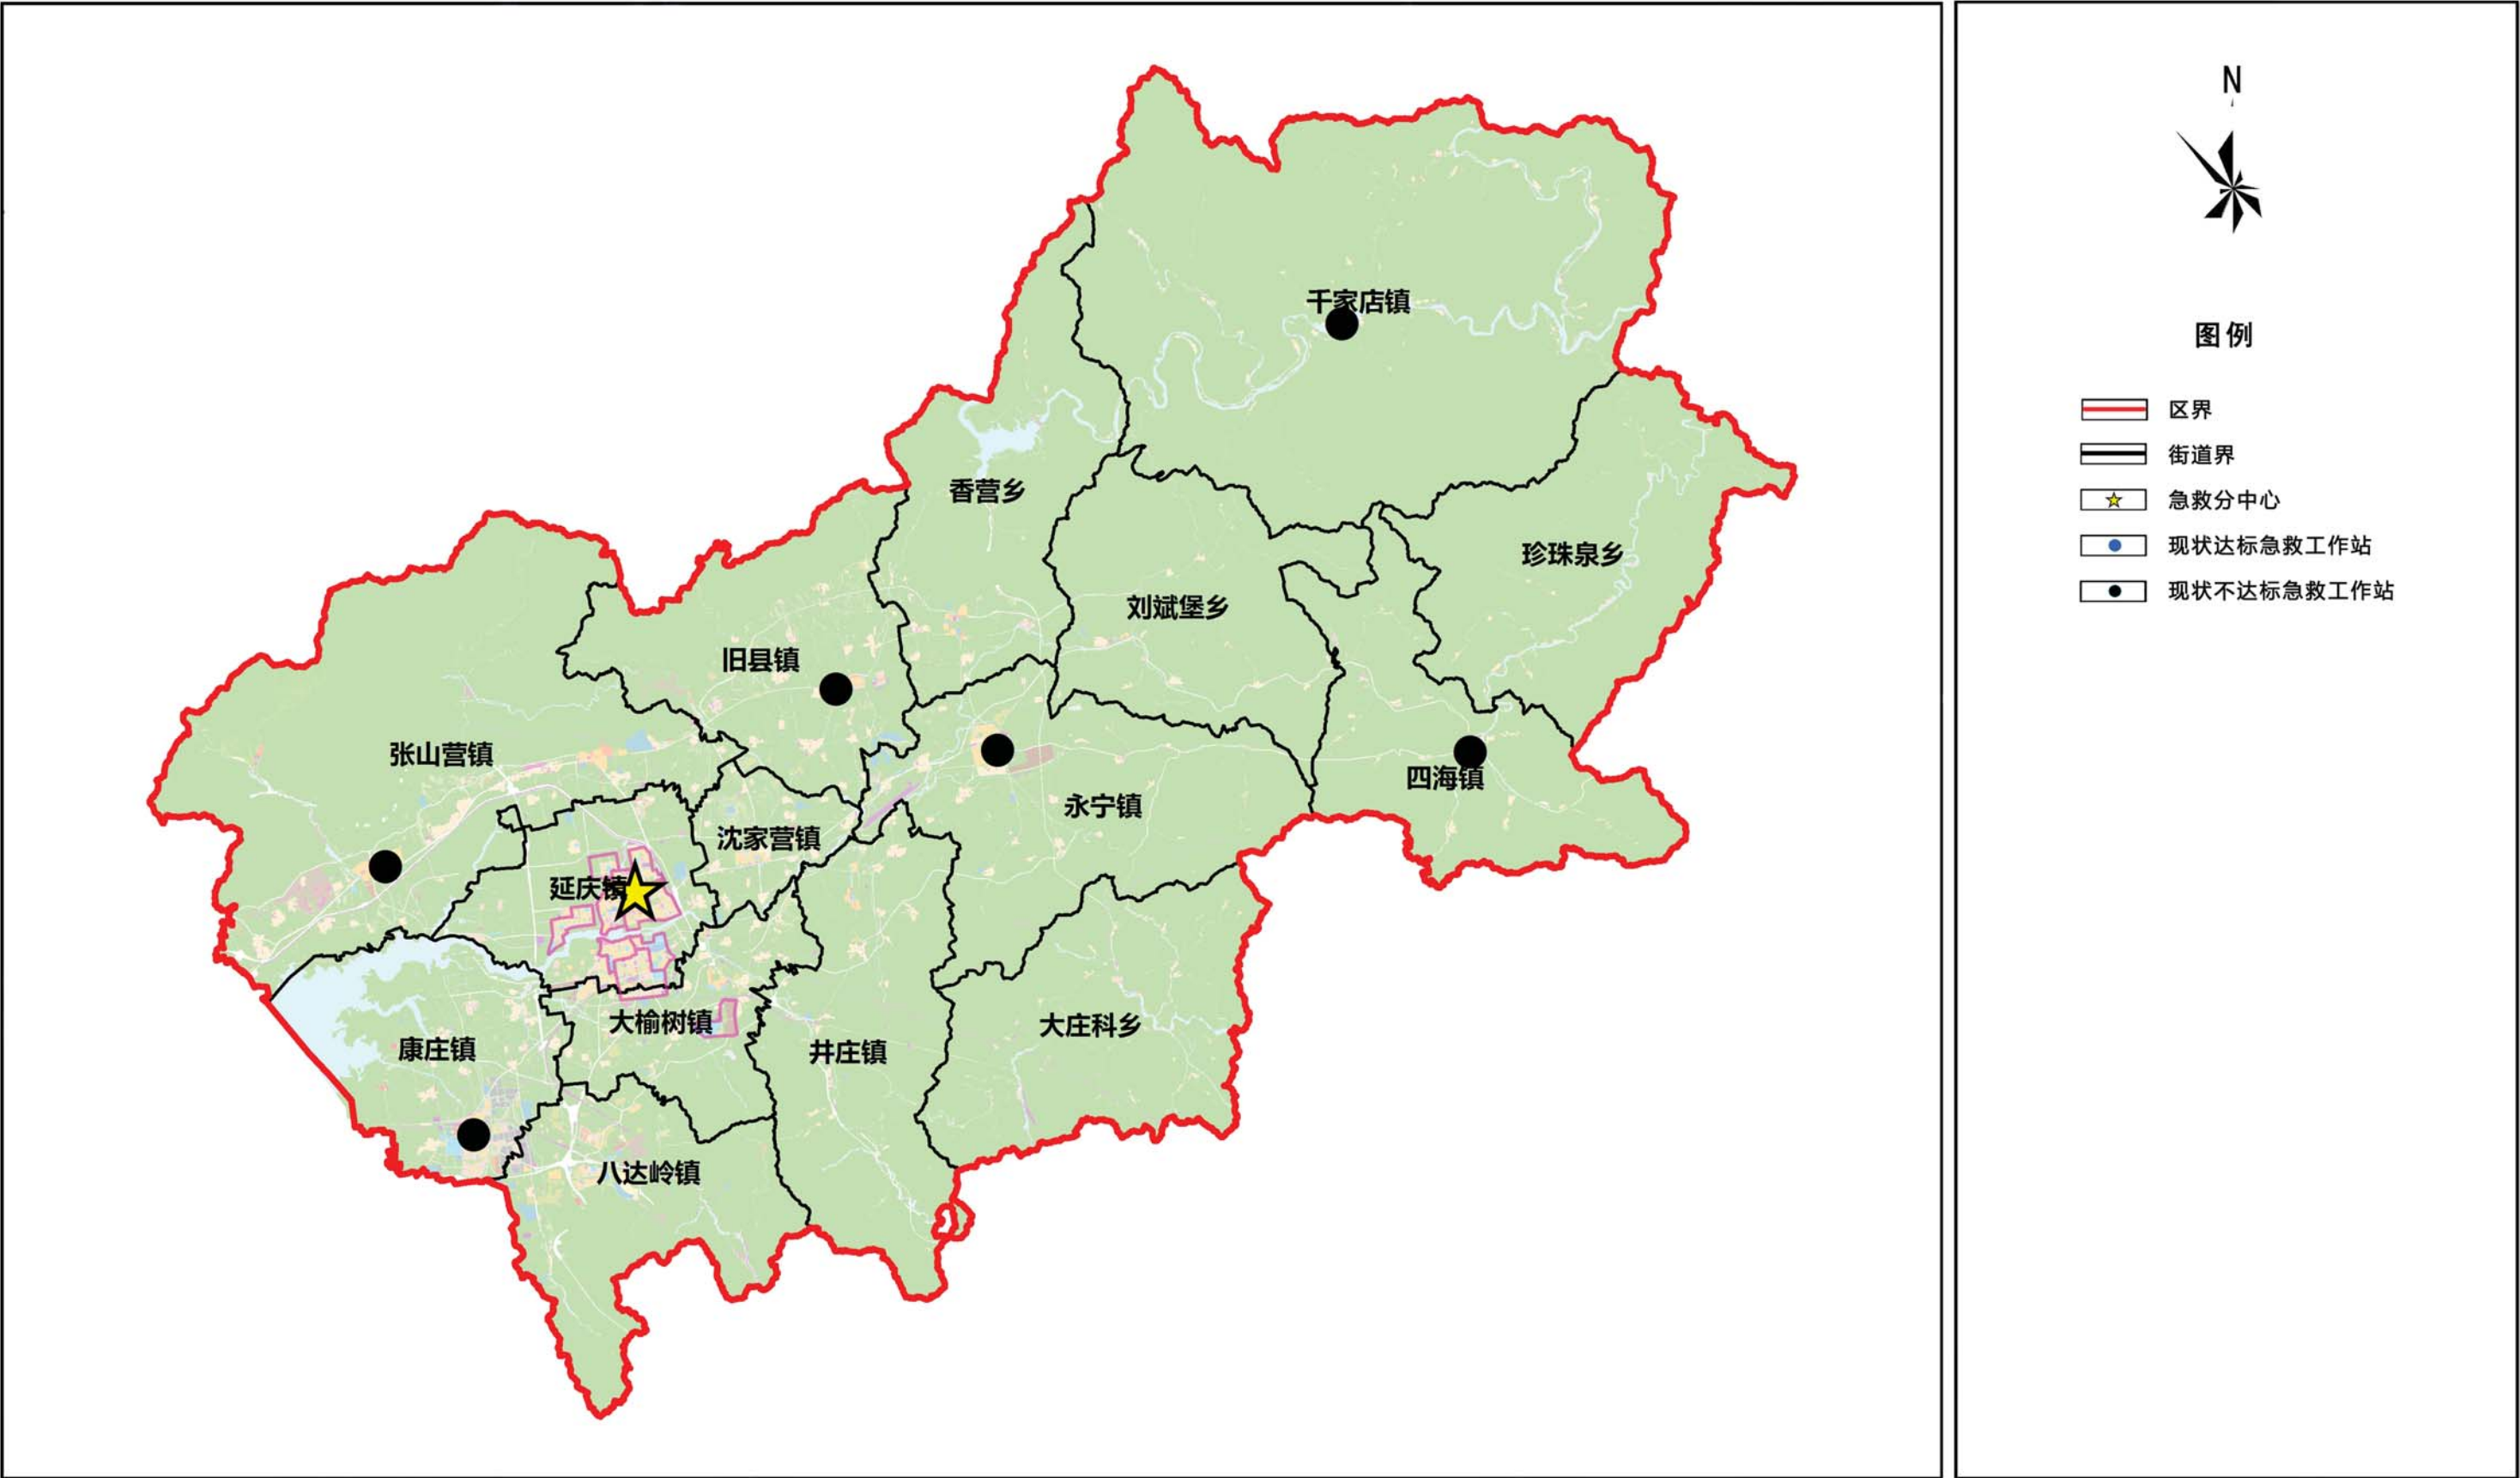 N
千家店镇
香营乡
珍珠泉乡
刘斌堡乡
旧县镇
张山营镇
四海镇
永宁镇
沈家营镇
延庆镇
大榆树镇
大庄科乡
康庄镇
井庄镇
八达岭镇
图例
区界
街道界
急救分中心
现状达标急救工作站
现状不达标急救工作站